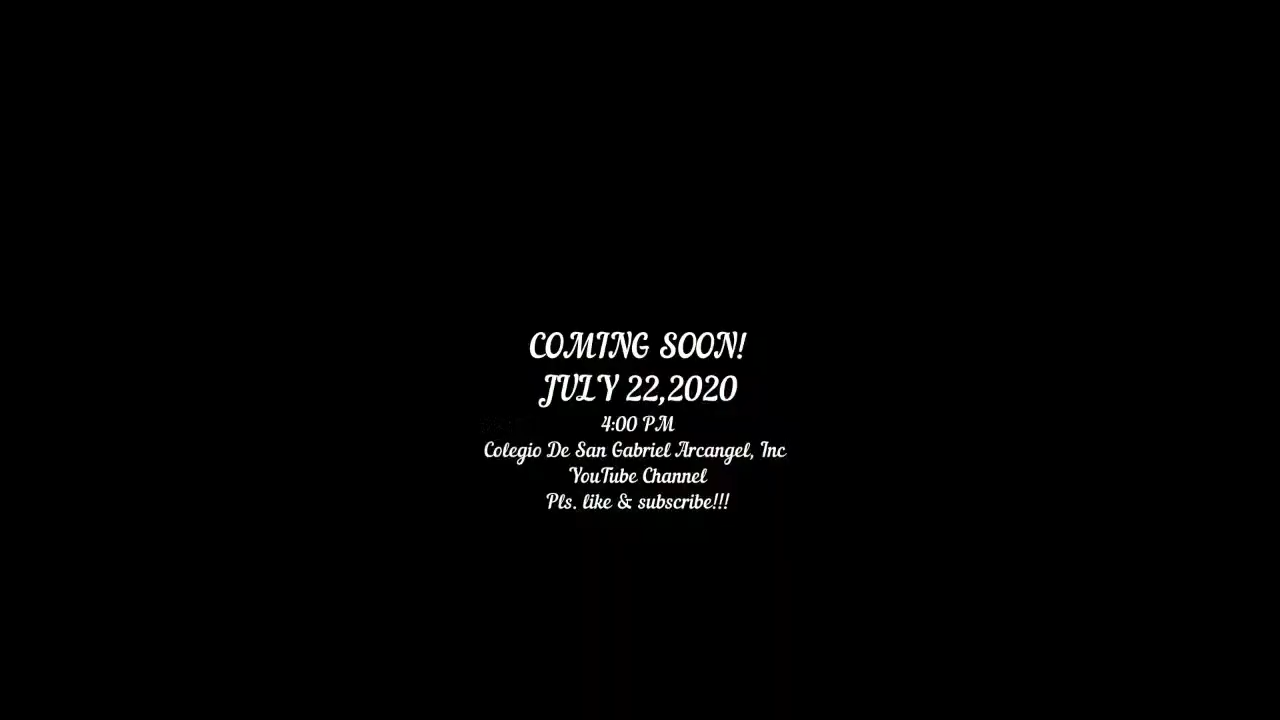 COMING SOON!
JULY 22,2020
4:00 PM
Colegio De San Gabriel Arcangel, Inc
YouTube Channel
Pls. like & subscribe!!!